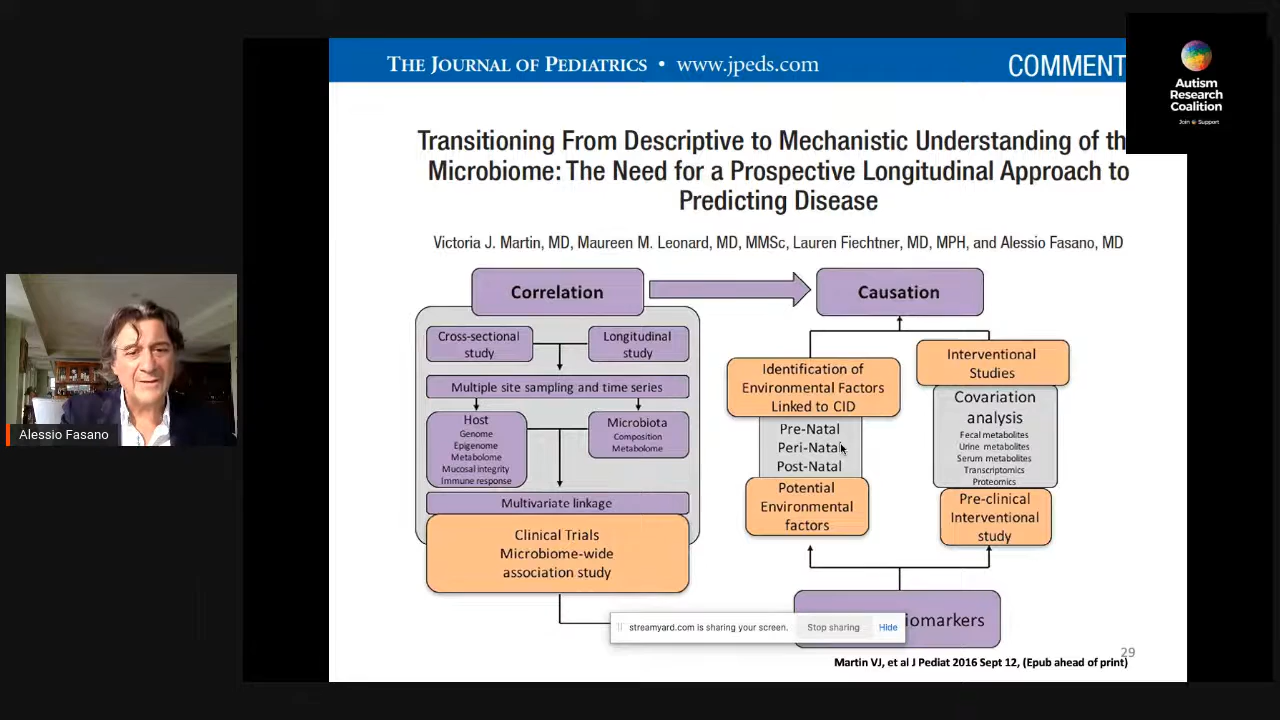 THE JOURNAL OF PEDIATRICS • www.jpeds.com
COMMENT
Autism
Research
Coalition
Join Support
Transitioning From Descriptive to Mechanistic Understanding of th
Microbiome: The Need for a Prospective Longitudinal Approach to
Predicting Disease
Victoria J. Martin, MD, Maureen M. Leonard, MD, MMSc, Lauren Fiechtner, MD, MPH, and Alessio Fasano, MD
Correlation
Causation
Cross-sectional
study
Longitudinal
study
Multiple site sampling and time series
Host
Genome
Epigenome
Metabolome
Mucosal integrity
Immune response
Microbiota
Composition
Metabolome
Multivariate linkage
Clinical Trials
Microbiome-wide
association study
Identification of
Environmental Factors
Linked to CID
Pre-Natal
Peri-Natal
Post-Natal
Potential
Environmental
factors
Interventional
Studies
Covariation
analysis
Fecal metabolites
Urine metabolites
Serum metabolites
Transcriptomics
Proteomics
Pre-clinical
Interventional
study
iomarkers
streamyard.com is sharing your screen.
Stop sharing
Hide
29
Martin VJ, et al J Pediat 2016 Sept 12, (Epub ahead of print)
Alessio Fasano